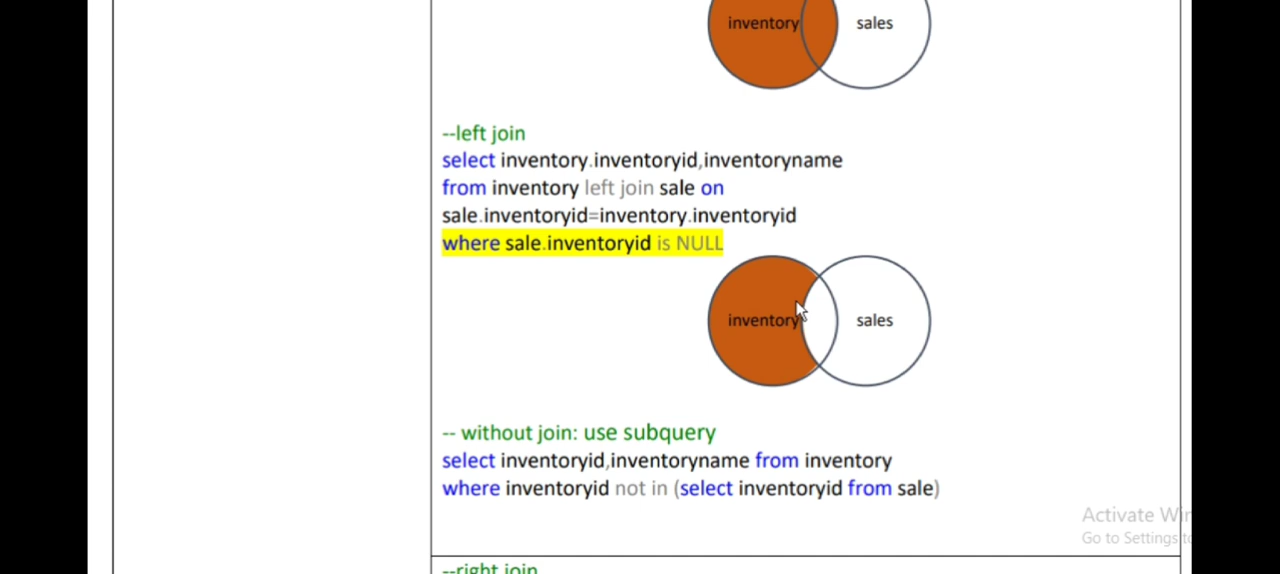 inventory sales
--left join
select inventory.inventoryid,inventoryname
from inventory left join sale on
sale.inventoryid=inventory.inventoryid
where sale.inventoryid is NULL
inventory sales
-- without join: use subquery
select inventoryid,inventoryname from inventory
where inventoryid not in (select inventoryid from sale)
Activate Win
Go to Settings to
--right join